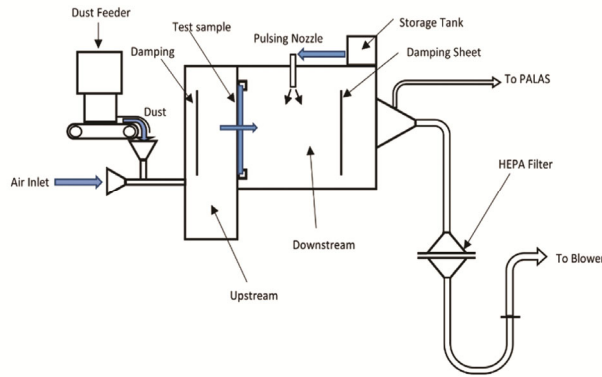 Dust Feeder
Test sample
Storage Tank
Pulsing Nozzle
Damping
Damping Sheet
To PALAS
Dust
HEPA Filter
Air Inlet
Downstream
To Blower
Upstream